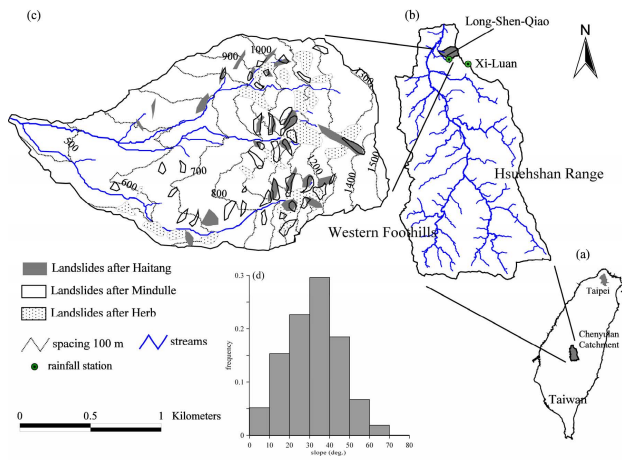 (c)
(b)
Long-Shen-Qiao
N
Xi-Luan
1000
900
1300
500
700
600
800
1200
1400
1500
Hsuehshan Range
Western Foothills
(a)
Landslides after Haitang
Landslides after Mindulle
Landslides after Herb
spacing 100 m
streams
rainfall station
0 0.5 1 Kilometers
(d)
0.3
0.2
0.1
0
frequency
0 10 20 30 40 50 60 70 80
slope (deg.)
Taipei
Chenyulan
Catchment
Taiwan